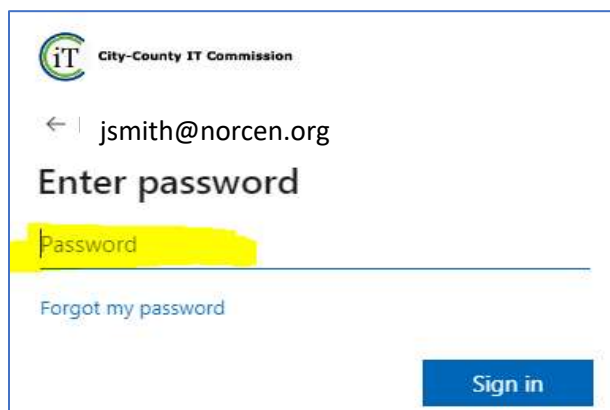 iT City-County IT Commission
← jsmith@norcen.org
Enter password
Password
Forgot my password
Sign in